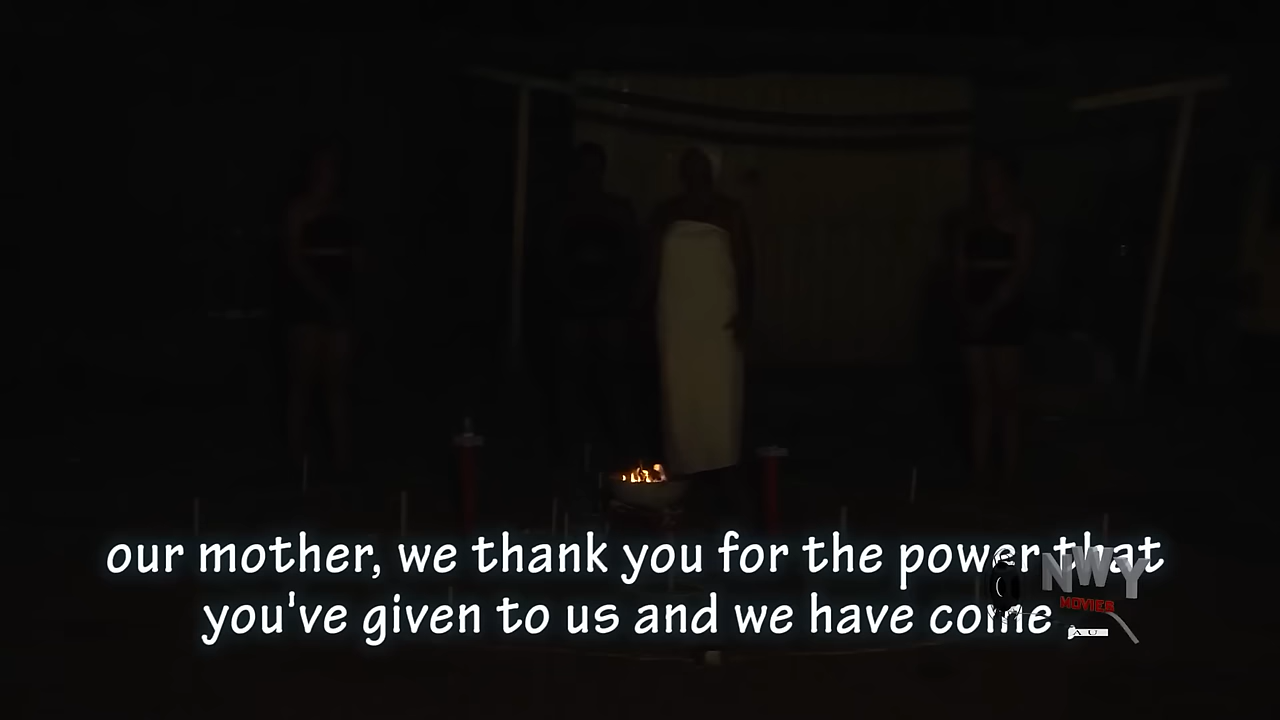 our mother, we thank you for the power that
you've given to us and we have come
NWY
MOVIES
AU